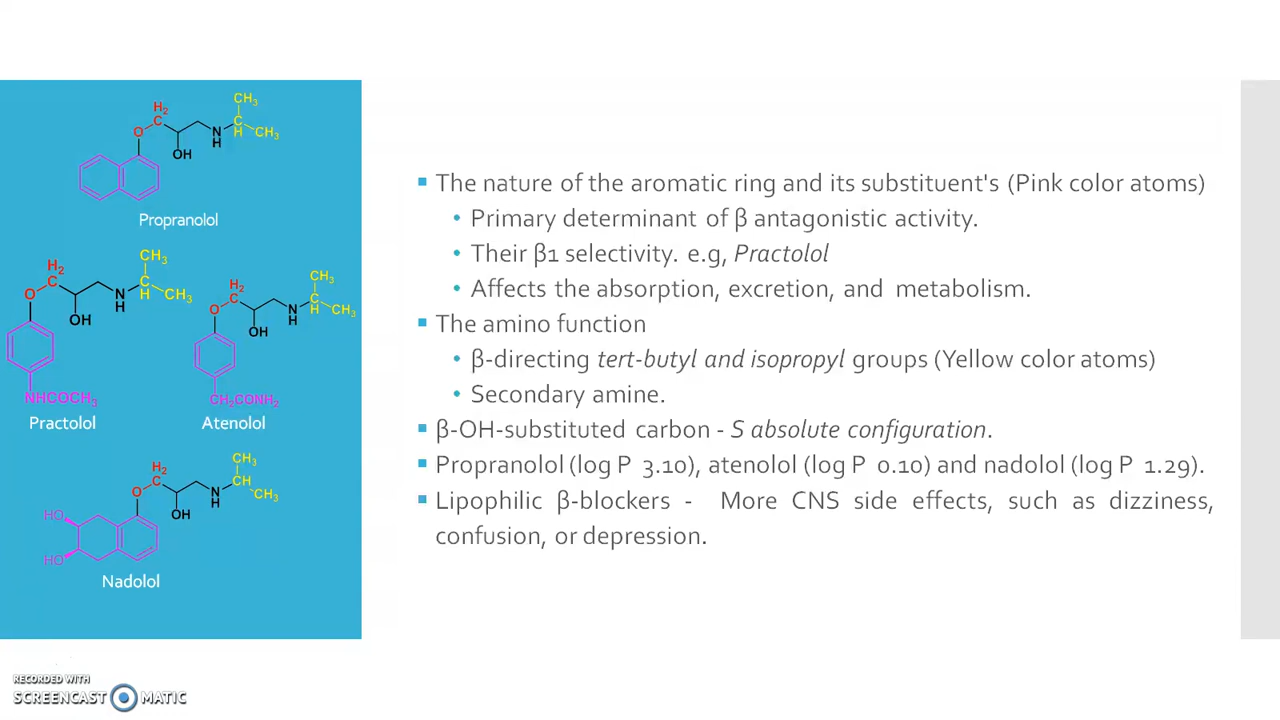 H₂
C
O
OH
N
H
CH₃
C
H
CH₃
Propranolol
H₂
C
O
OH
N
H
CH₃
C
H
CH₃
NHCOCH₃
Practolol
H₂
C
O
OH
N
H
CH₃
C
H
CH₃
CH₂CONH₂
Atenolol
H₂
C
O
OH
N
H
CH₃
CH
CH₃
HO
HO
Nadolol
▪ The nature of the aromatic ring and its substituent's (Pink color atoms)
• Primary determinant of β antagonistic activity.
• Their β1 selectivity. e.g, Practolol
• Affects the absorption, excretion, and metabolism.
▪ The amino function
• β-directing tert-butyl and isopropyl groups (Yellow color atoms)
• Secondary amine.
▪ β-OH-substituted carbon - S absolute configuration.
▪ Propranolol (log P 3.10), atenolol (log P 0.10) and nadolol (log P 1.29).
▪ Lipophilic β-blockers - More CNS side effects, such as dizziness,
confusion, or depression.
RECORDED WITH
SCREENCAST MATIC